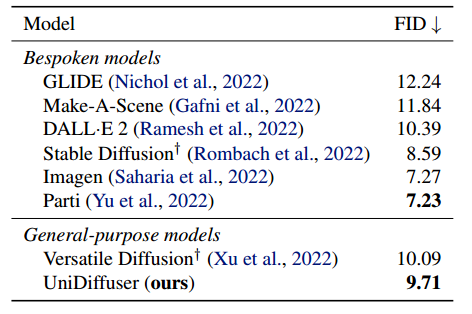 Model FID ↓
Bespoken models
GLIDE (Nichol et al., 2022) 12.24
Make-A-Scene (Gafni et al., 2022) 11.84
DALL·E 2 (Ramesh et al., 2022) 10.39
Stable Diffusion† (Rombach et al., 2022) 8.59
Imagen (Saharia et al., 2022) 7.27
Parti (Yu et al., 2022) 7.23
General-purpose models
Versatile Diffusion† (Xu et al., 2022) 10.09
UniDiffuser (ours) 9.71